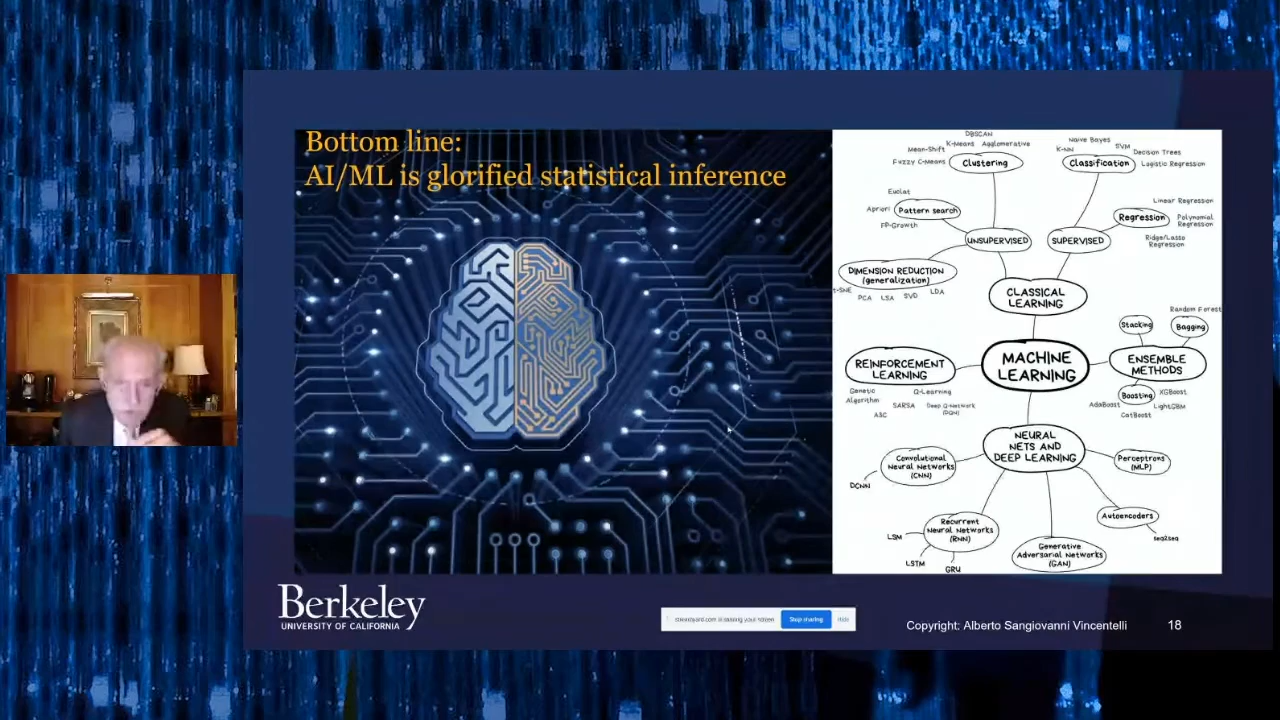 Bottom line:
AI/ML is glorified statistical inference
DBSCAN
Mean-Shift
K-Means
Agglomerative
Fuzzy C-Means
Clustering
Naive Bayes
K-NN
SVM
Decision Trees
Classification
Logistic Regression
Euclat
Apriori
Pattern search
FP-Growth
Linear Regression
Regression
Polynomial
Regression
Ridge/Lasso
Regression
UNSUPERVISED
SUPERVISED
DIMENSION REDUCTION
(generalization)
t-SNE
PCA
LSA
SVD
LDA
CLASSICAL
LEARNING
Random Forest
Stacking
Bagging
REINFORCEMENT
LEARNING
MACHINE
LEARNING
ENSEMBLE
METHODS
Genetic
Algorithm
Q-Learning
SARSA
Deep Q-Network
(DQN)
A3C
Boosting
XGBoost
AdaBoost
LightGBM
CatBoost
NEURAL
NETS AND
DEEP LEARNING
Convolutional
Neural Networks
(CNN)
DCNN
Perceptrons
(MLP)
Recurrent
Neural Networks
(RNN)
LSM
LSTM
GRU
Autoencoders
seq2seq
Generative
Adversarial Networks
(GAN)
Berkeley
UNIVERSITY OF CALIFORNIA
is sharing your screen
Stop sharing
Hide
Copyright: Alberto Sangiovanni Vincentelli
18